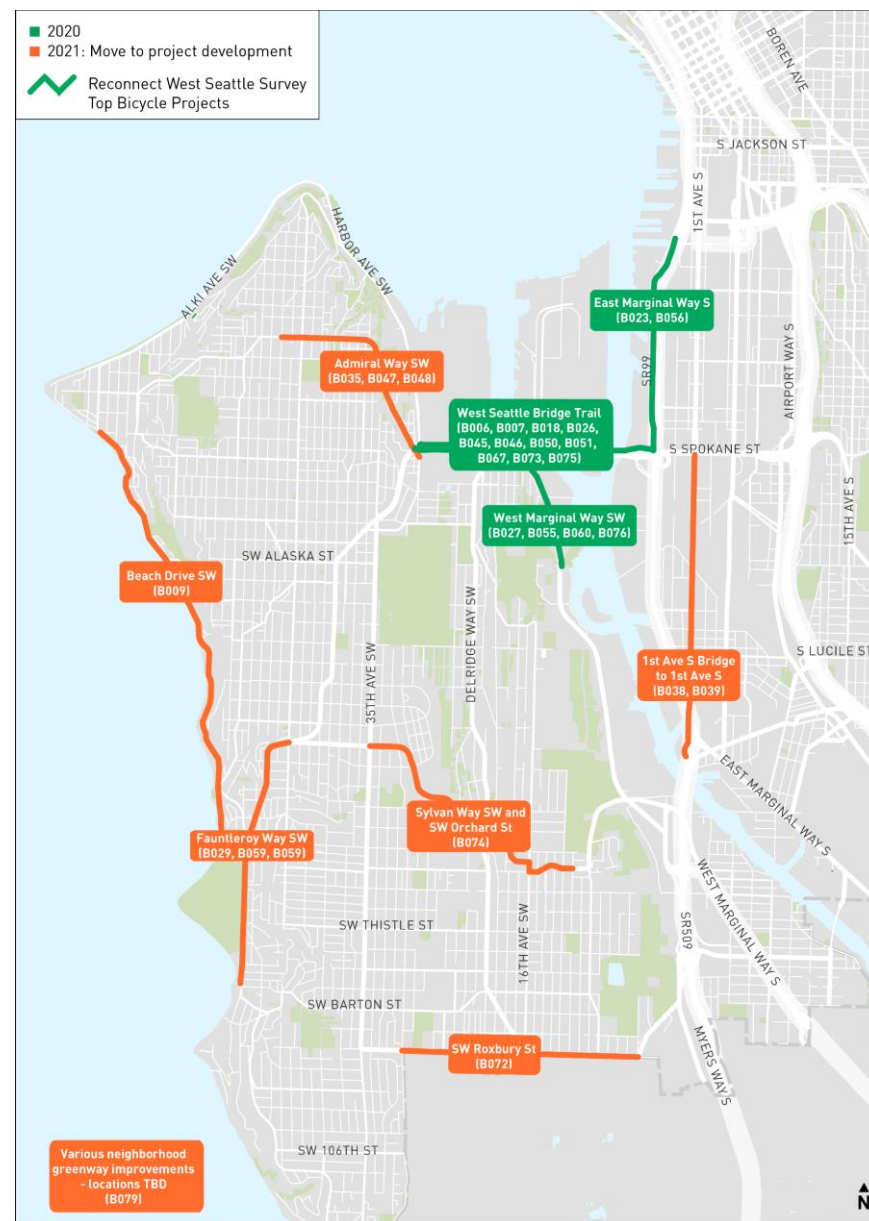 2020
2021: Move to project development
Reconnect West Seattle Survey
Top Bicycle Projects
BOREN AVE
S JACKSON ST
1ST AVE S
HARBOR AVE SW
ALKI AVE SW
East Marginal Way S
(B023, B056)
SR99
AIRPORT WAY S
Admiral Way SW
(B035, B047, B048)
West Seattle Bridge Trail
(B006, B007, B018, B026,
B045, B046, B050, B051,
B067, B073, B075)
S SPOKANE ST
15TH AVE S
West Marginal Way SW
(B027, B055, B060, B076)
SW ALASKA ST
Beach Drive SW
(B009)
DELRIDGE WAY SW
35TH AVE SW
S LUCILE ST
1st Ave S Bridge
to 1st Ave S
(B038, B039)
EAST MARGINAL WAY S
Sylvan Way SW and
SW Orchard St
(B074)
Fauntleroy Way SW
(B029, B059, B059)
WEST MARGINAL WAY S
SW THISTLE ST
16TH AVE SW
SR509
SW BARTON ST
SW Roxbury St
(B072)
MYERS WAY S
SW 106TH ST
Various neighborhood
greenway improvements
- locations TBD
(B079)
N